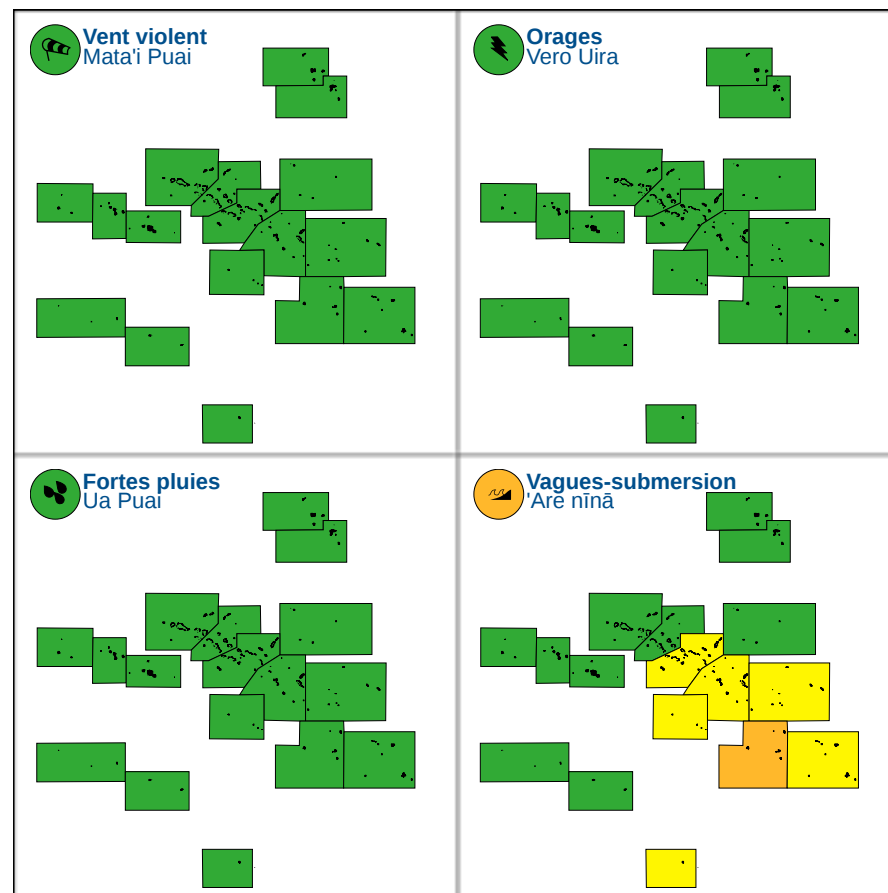 Vent violent
Mata'i Puai
Orages
Vero Uira
Fortes pluies
Ua Puai
Vagues-submersion
'Are nīnā